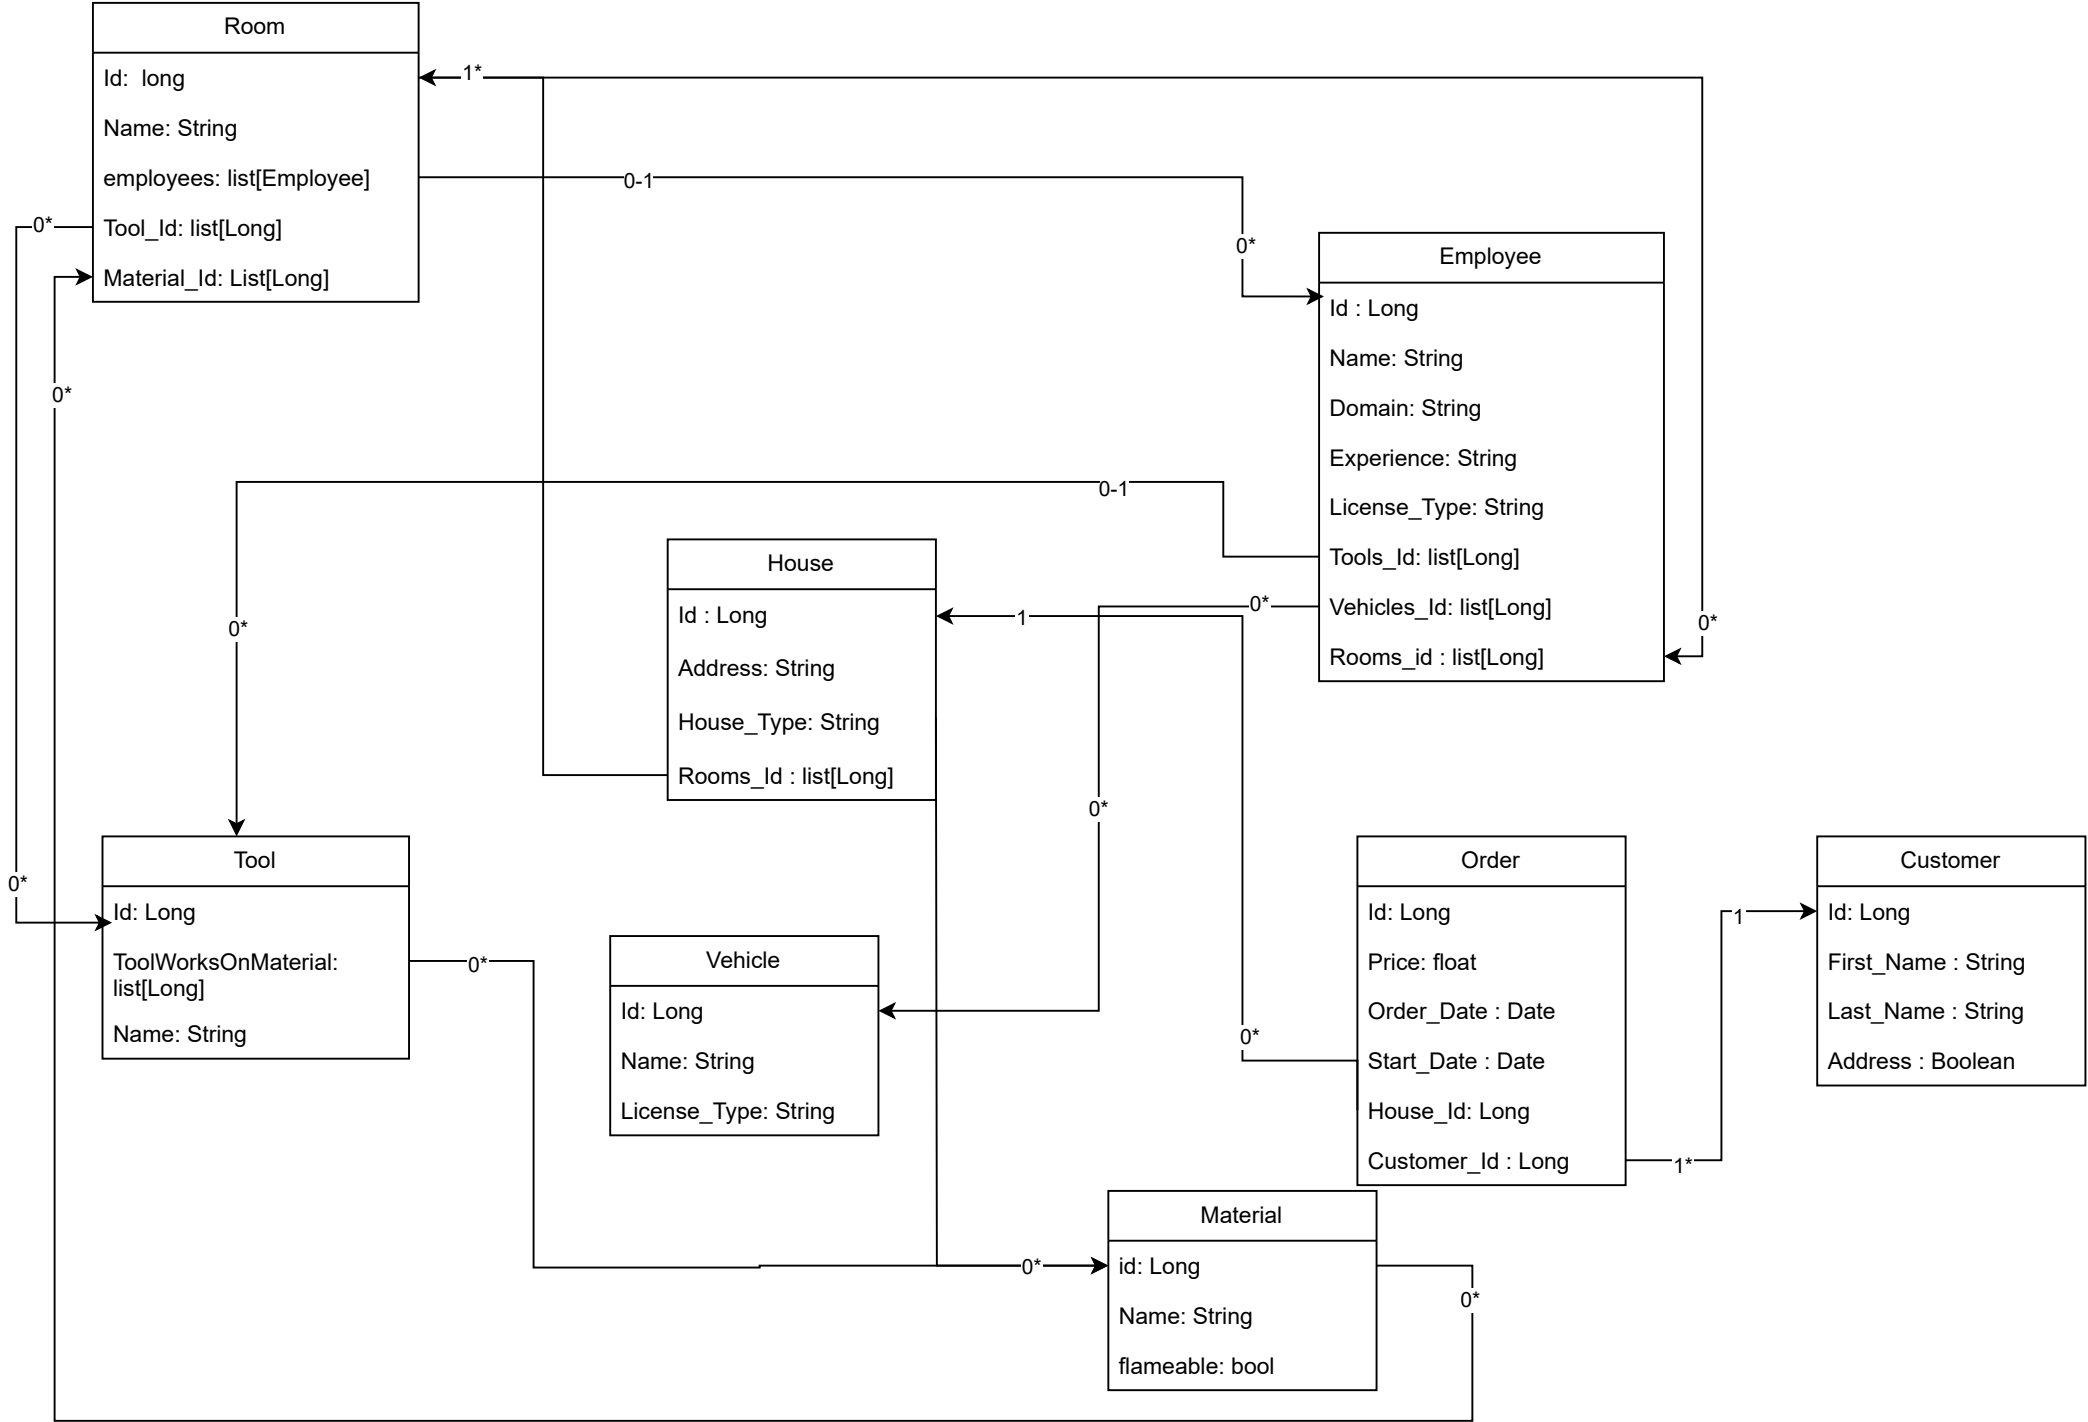 Room
Id:  long
Name: String
employees: list[Employee]
Tool_Id: list[Long]
Material_Id: List[Long]
1*
0-1
0*
0*
0*
Employee
Id : Long
Name: String
Domain: String
Experience: String
License_Type: String
Tools_Id: list[Long]
Vehicles_Id: list[Long]
Rooms_id : list[Long]
0-1
0*
0*
0*
House
Id : Long
Address: String
House_Type: String
Rooms_Id : list[Long]
1
0*
0*
Tool
Id: Long
ToolWorksOnMaterial:
list[Long]
Name: String
0*
Vehicle
Id: Long
Name: String
License_Type: String
0*
Order
Id: Long
Price: float
Order_Date : Date
Start_Date : Date
House_Id: Long
Customer_Id : Long
1
1*
Customer
Id: Long
First_Name : String
Last_Name : String
Address : Boolean
Material
id: Long
Name: String
flameable: bool
0*
0*